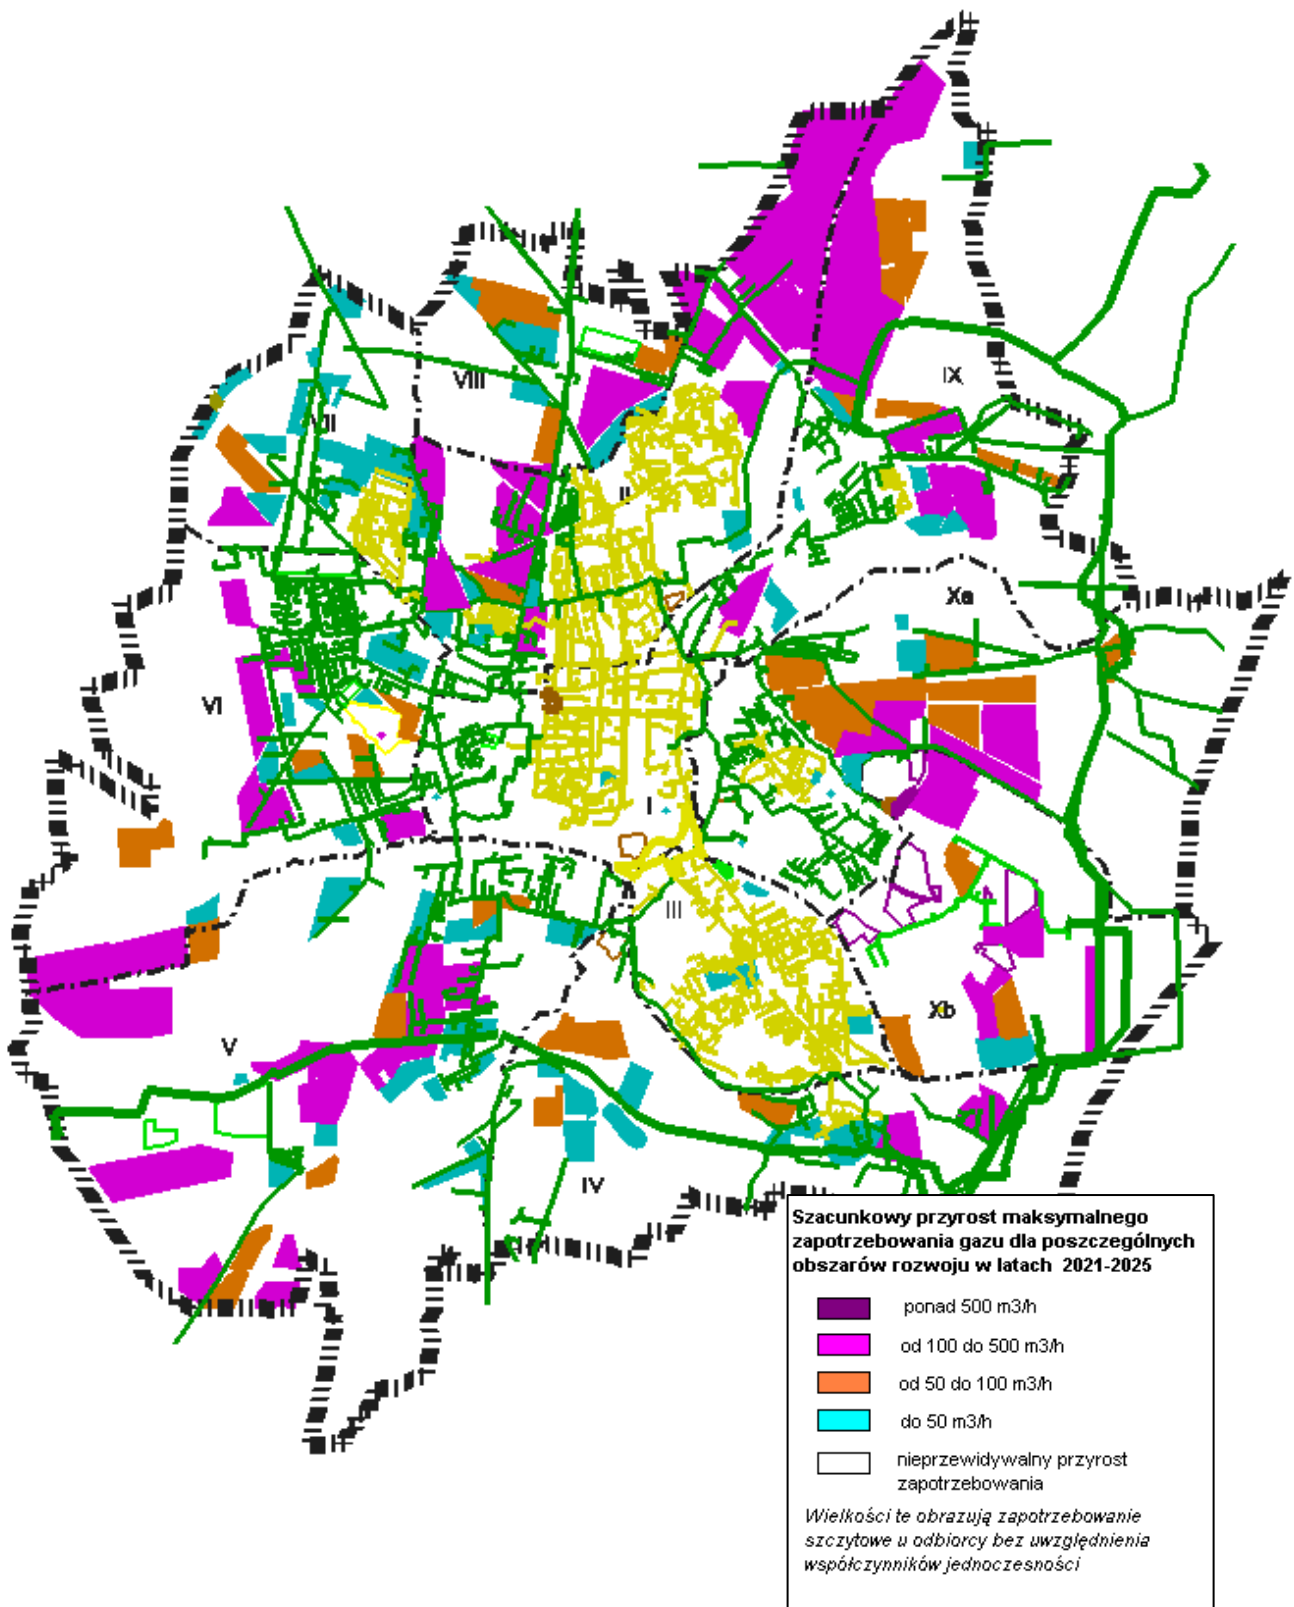 VIII
IX
VII
II
Xa
VI
I
III
Xb
V
IV
Szacunkowy przyrost maksymalnego
zapotrzebowania gazu dla poszczególnych
obszarów rozwoju w latach 2021-2025
ponad 500 m3/h
od 100 do 500 m3/h
od 50 do 100 m3/h
do 50 m3/h
nieprzewidywalny przyrost
zapotrzebowania
Wielkości te obrazują zapotrzebowanie
szczytowe u odbiorcy bez uwzględnienia
współczynników jednoczesności